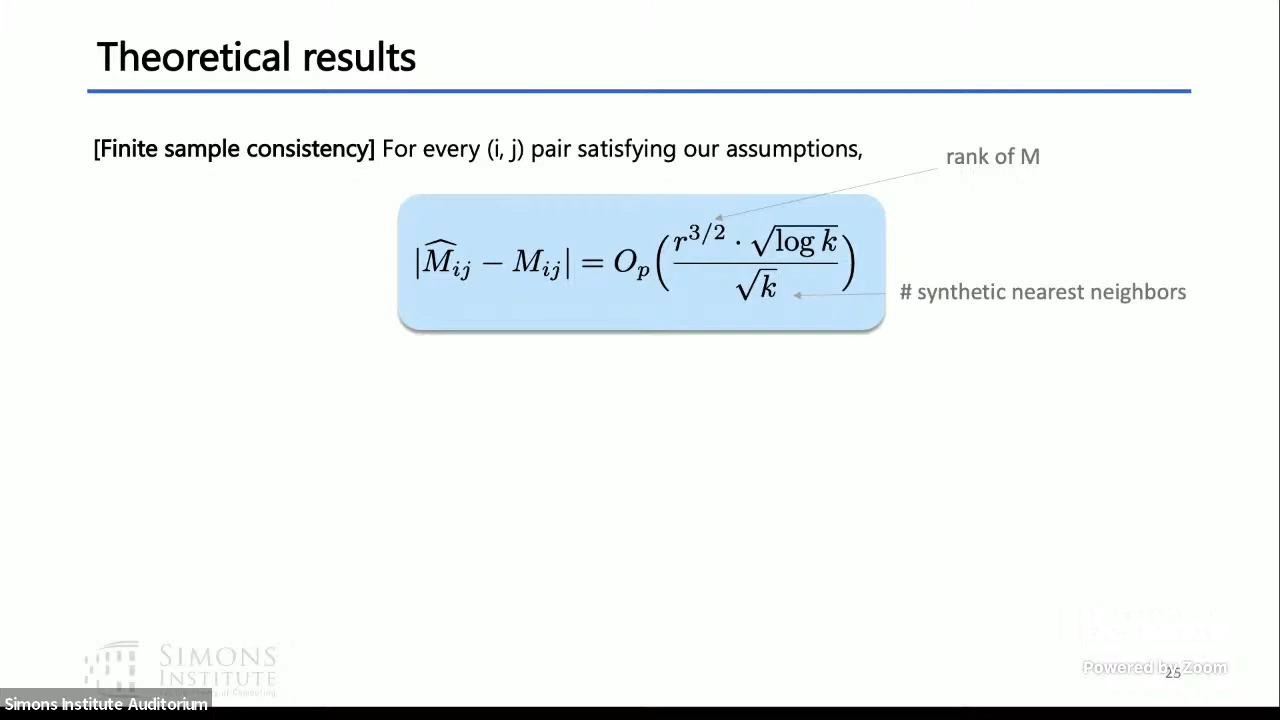 Theoretical results
[Finite sample consistency] For every (i, j) pair satisfying our assumptions,
rank of M
|M̂ij − Mij| = Op(r^3/2 · √log k / √k)
# synthetic nearest neighbors
SIMONS
INSTITUTE
Powered by Zoom
25
Simons Institute Auditorium